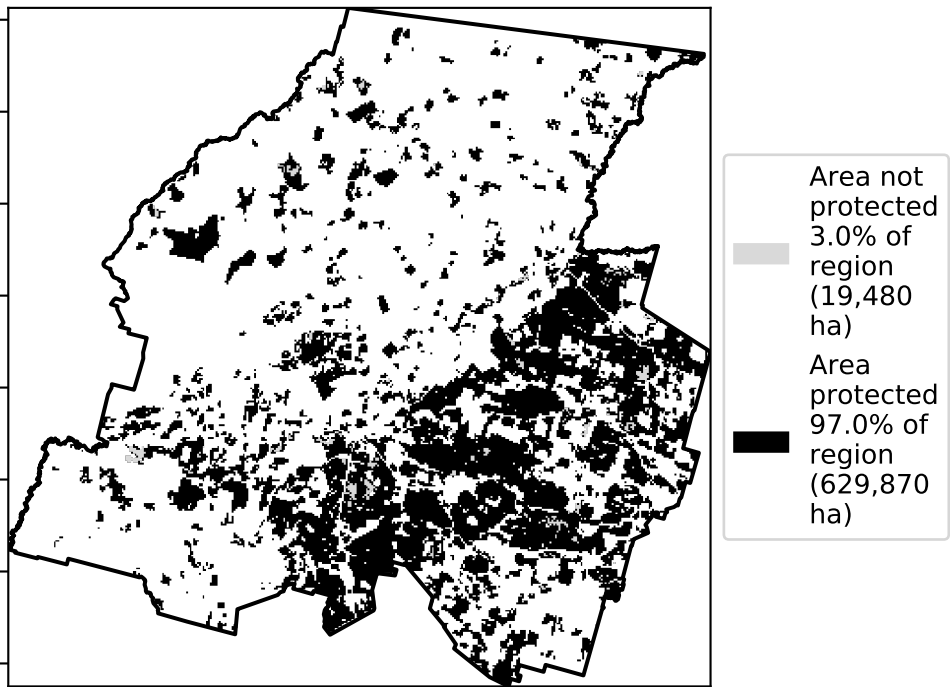 Area not
protected
3.0% of
region
(19,480
ha)
Area
protected
97.0% of
region
(629,870
ha)